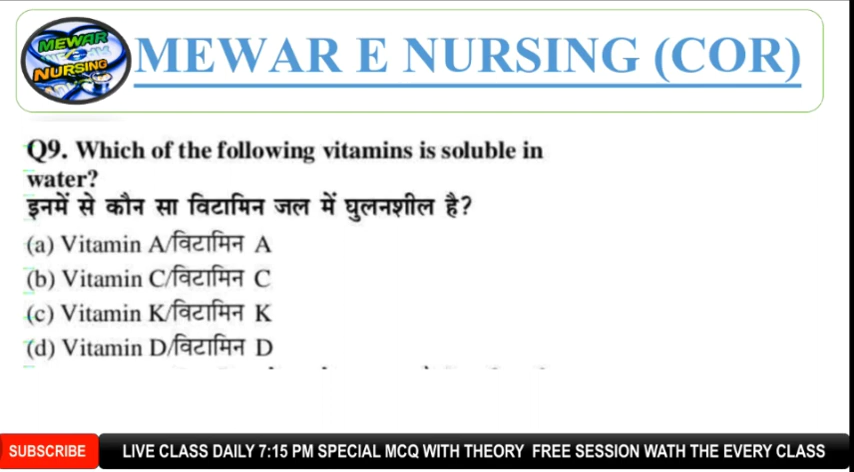 MEWAR
NURSING
MEWAR E NURSING (COR)
Q9. Which of the following vitamins is soluble in
water?
इनमें से कौन सा विटामिन जल में घुलनशील है?
(a) Vitamin A/विटामिन A
(b) Vitamin C/विटामिन C
(c) Vitamin K/विटामिन K
(d) Vitamin D/विटामिन D
SUBSCRIBE
LIVE CLASS DAILY 7:15 PM SPECIAL MCQ WITH THEORY FREE SESSION WATH THE EVERY CLASS